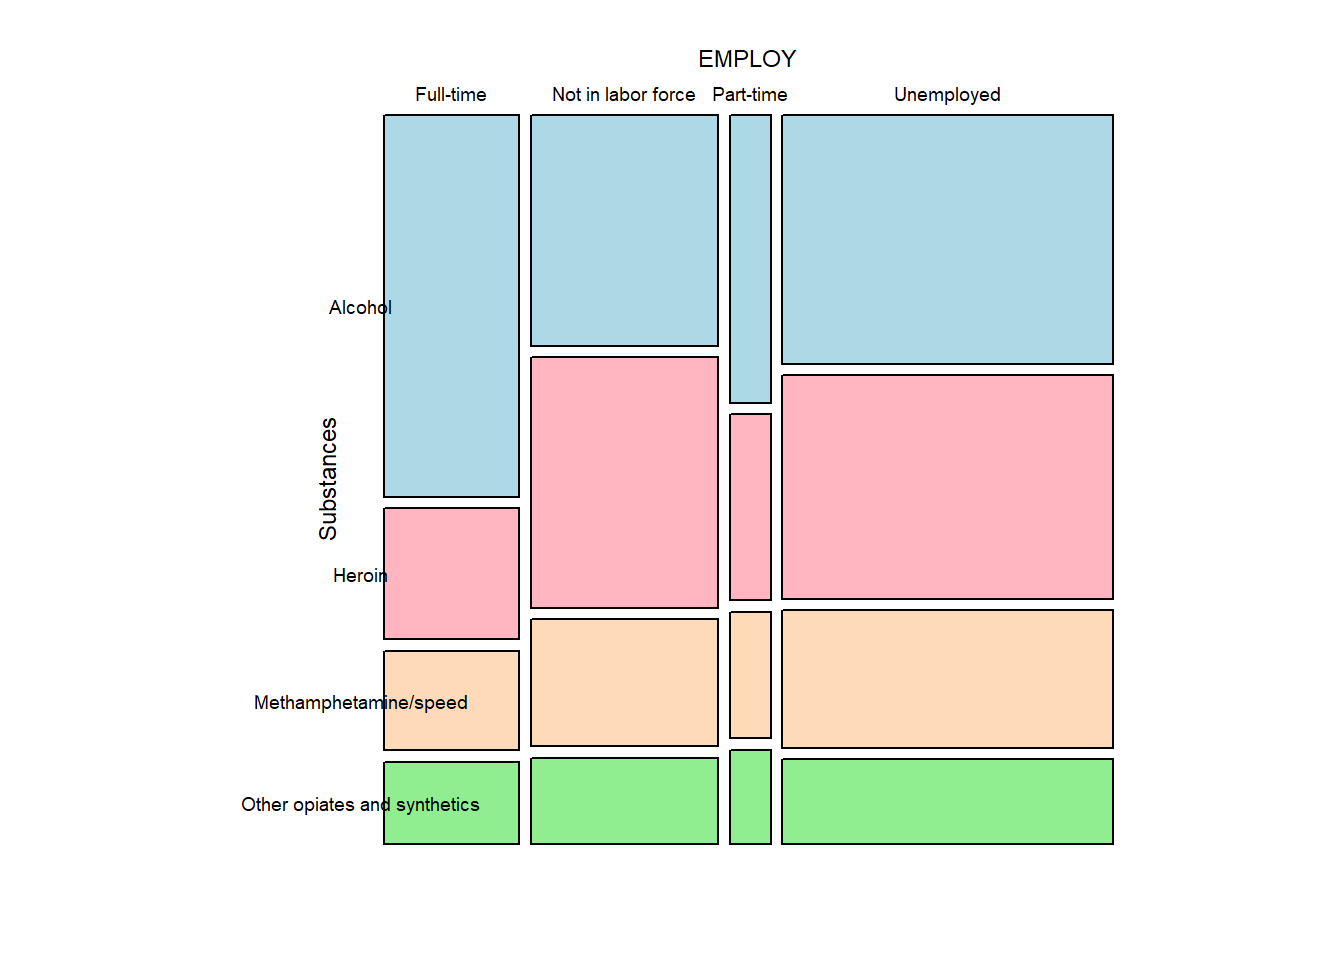 EMPLOY
Full-time
Not in labor force
Part-time
Unemployed
Substances
Alcohol
Heroin
Methamphetamine/speed
Other opiates and synthetics